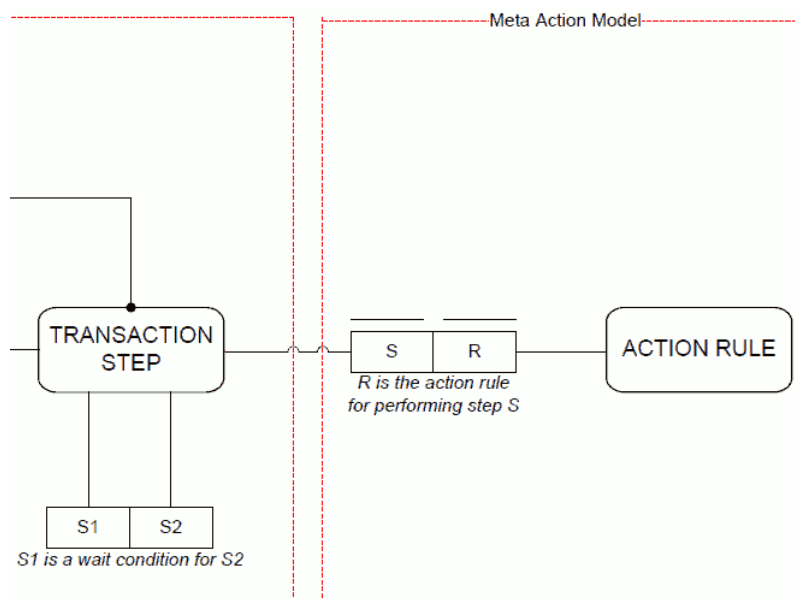 Meta Action Model
TRANSACTION
STEP
S R
ACTION RULE
R is the action rule
for performing step S
S1 S2
S1 is a wait condition for S2